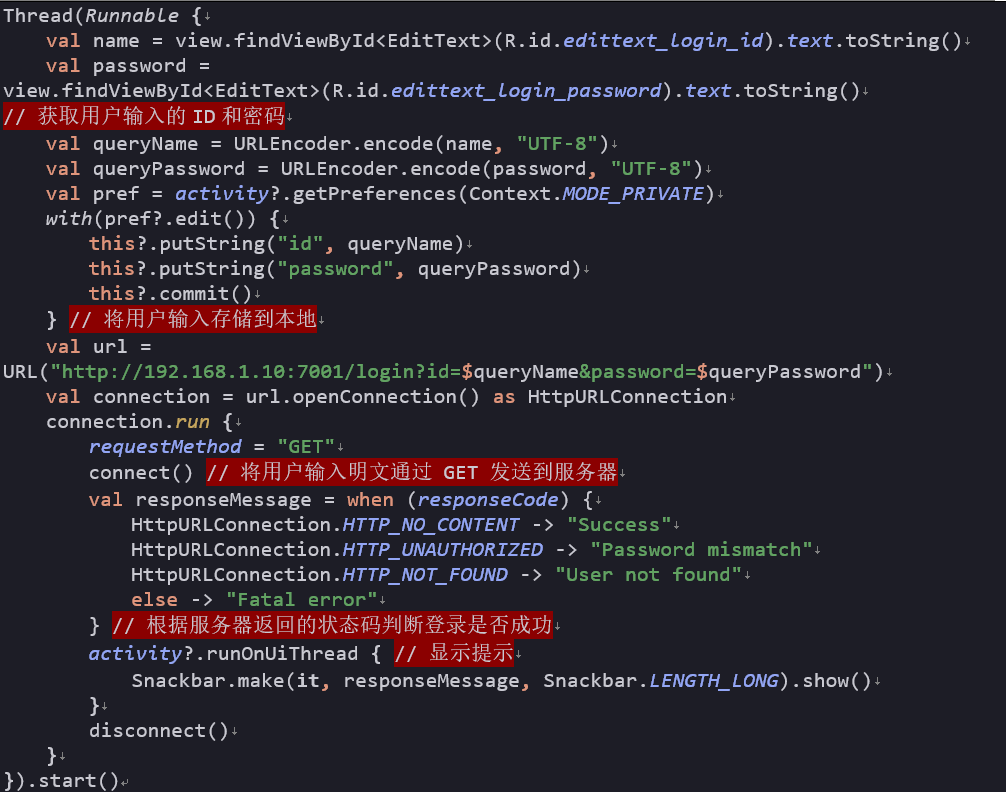 Thread(Runnable {↓
    val name = view.findViewById<EditText>(R.id.edittext_login_id).text.toString()↓
    val password =
view.findViewById<EditText>(R.id.edittext_login_password).text.toString()↓
// 获取用户输入的 ID 和密码↓
    val queryName = URLEncoder.encode(name, "UTF-8")↓
    val queryPassword = URLEncoder.encode(password, "UTF-8")↓
    val pref = activity?.getPreferences(Context.MODE_PRIVATE)↓
    with(pref?.edit()) {↓
        this?.putString("id", queryName)↓
        this?.putString("password", queryPassword)↓
        this?.commit()↓
    } // 将用户输入存储到本地↓
    val url =
URL("http://192.168.1.10:7001/login?id=$queryName&password=$queryPassword")↓
    val connection = url.openConnection() as HttpURLConnection↓
    connection.run {↓
        requestMethod = "GET"↓
        connect() // 将用户输入明文通过 GET 发送到服务器↓
        val responseMessage = when (responseCode) {↓
            HttpURLConnection.HTTP_NO_CONTENT -> "Success"↓
            HttpURLConnection.HTTP_UNAUTHORIZED -> "Password mismatch"↓
            HttpURLConnection.HTTP_NOT_FOUND -> "User not found"↓
            else -> "Fatal error"↓
        } // 根据服务器返回的状态码判断登录是否成功↓
        activity?.runOnUiThread { // 显示提示↓
            Snackbar.make(it, responseMessage, Snackbar.LENGTH_LONG).show()↓
        }↓
        disconnect()↓
    }↓
}).start()↵